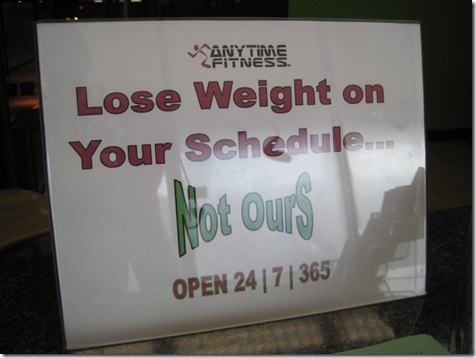 ANYTIME
FITNESS
Lose Weight on
Your Schedule...
Not OurS
OPEN 24 | 7 | 365